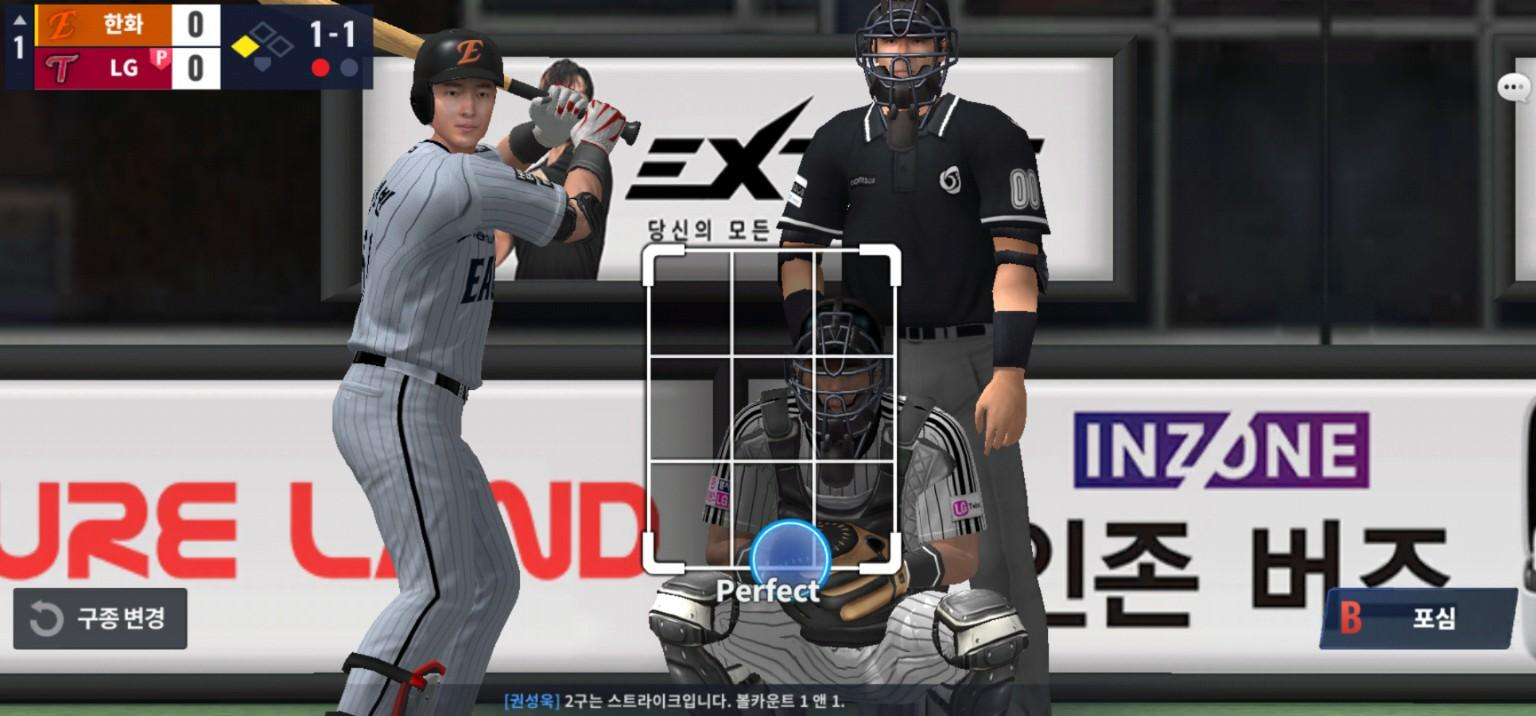 1
한화 0
LG P 0
1-1
E
EX
당신의 모든
00
EA
URE LAND
INZONE
인존 버즈
Perfect
구종 변경
B 포심
[권성욱] 2구는 스트라이크입니다. 볼카운트 1 앤 1.